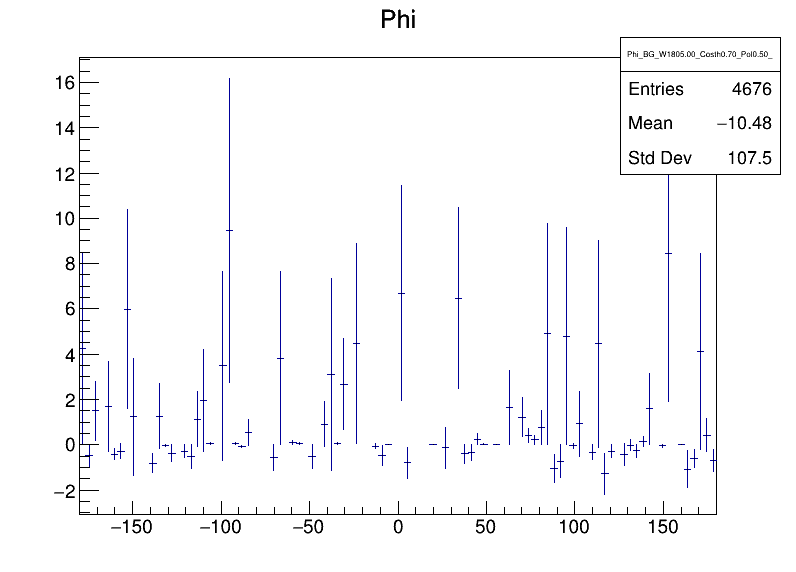 Phi
Phi_BG_W1805.00_Costh0.70_Pol0.50_
Entries 4676
Mean −10.48
Std Dev 107.5
16
14
12
10
8
6
4
2
0
−2
−150 −100 −50 0 50 100 150